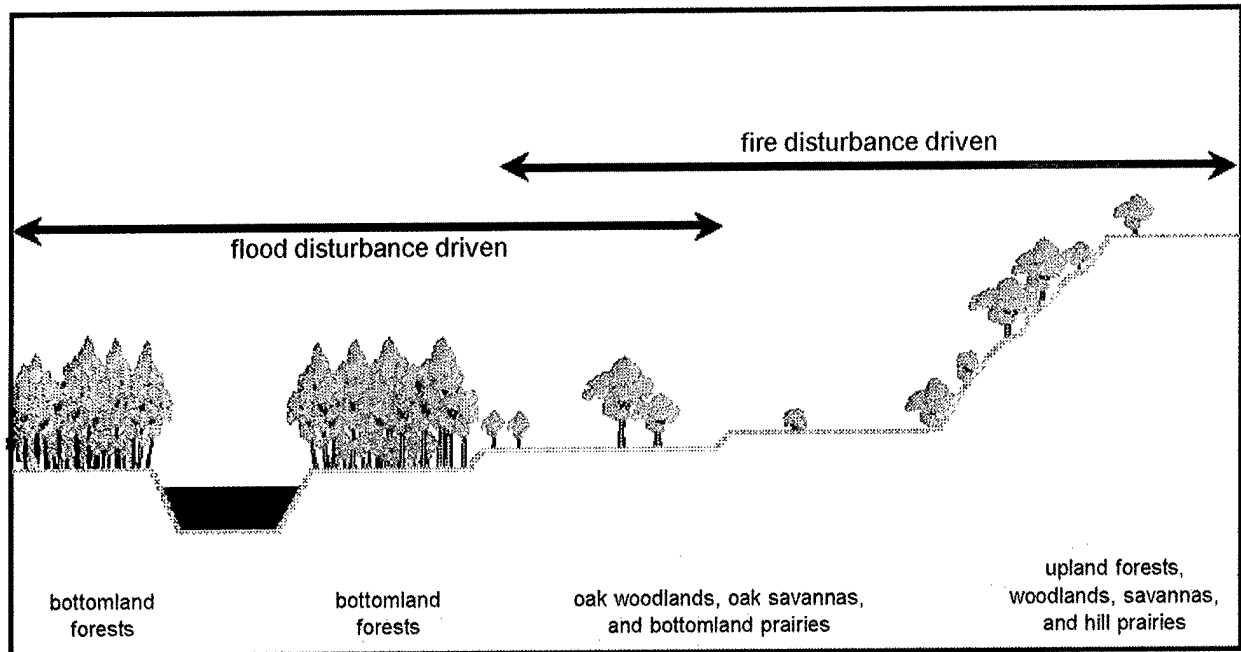 fire disturbance driven
flood disturbance driven
bottomland
forests
bottomland
forests
oak woodlands, oak savannas,
and bottomland prairies
upland forests,
woodlands, savannas,
and hill prairies